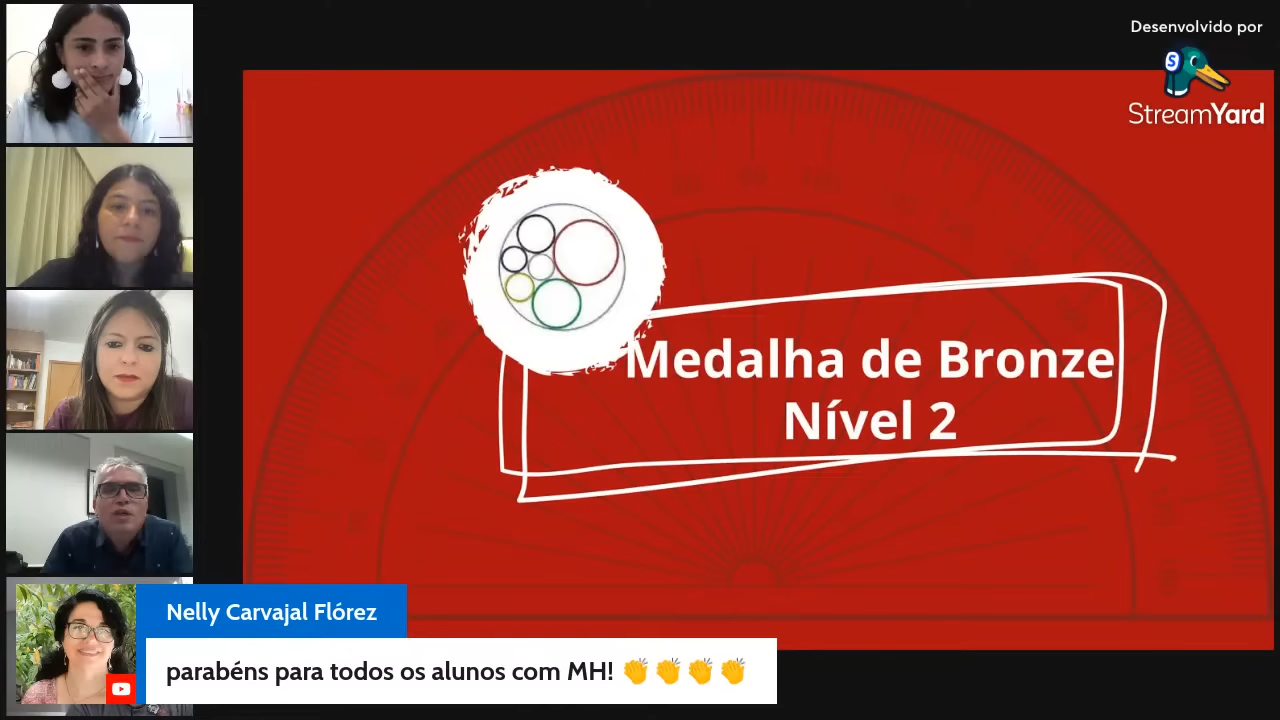 Desenvolvido por
StreamYard
Medalha de Bronze
Nível 2
Nelly Carvajal Flórez
parabéns para todos os alunos com MH! 👏👏👏👏